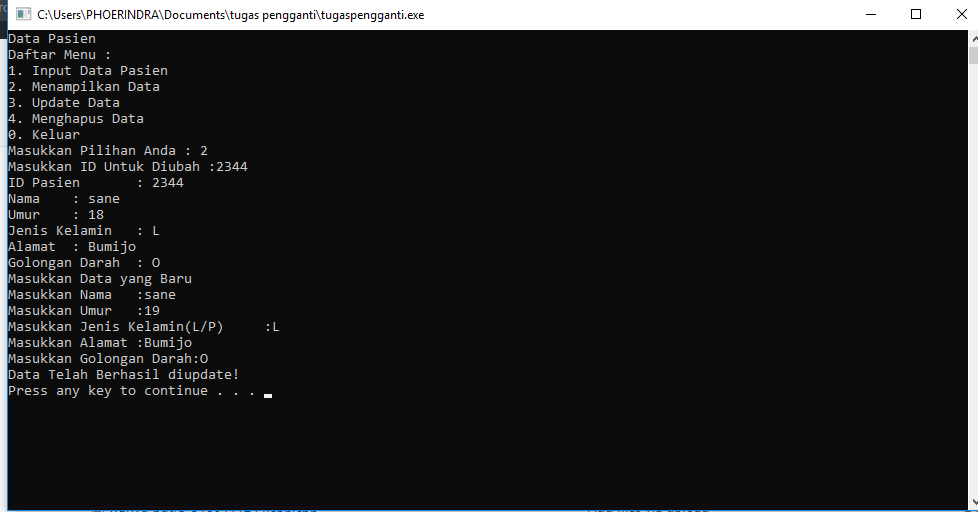 C:\Users\PHOERINDRA\Documents\tugas pengganti\tugaspengganti.exe
Data Pasien
Daftar Menu :
1. Input Data Pasien
2. Menampilkan Data
3. Update Data
4. Menghapus Data
0. Keluar
Masukkan Pilihan Anda : 2
Masukkan ID Untuk Diubah :2344
ID Pasien       : 2344
Nama    : sane
Umur    : 18
Jenis Kelamin   : L
Alamat  : Bumijo
Golongan Darah  : O
Masukkan Data yang Baru
Masukkan Nama   :sane
Masukkan Umur   :19
Masukkan Jenis Kelamin(L/P)     :L
Masukkan Alamat :Bumijo
Masukkan Golongan Darah:O
Data Telah Berhasil diupdate!
Press any key to continue . . .